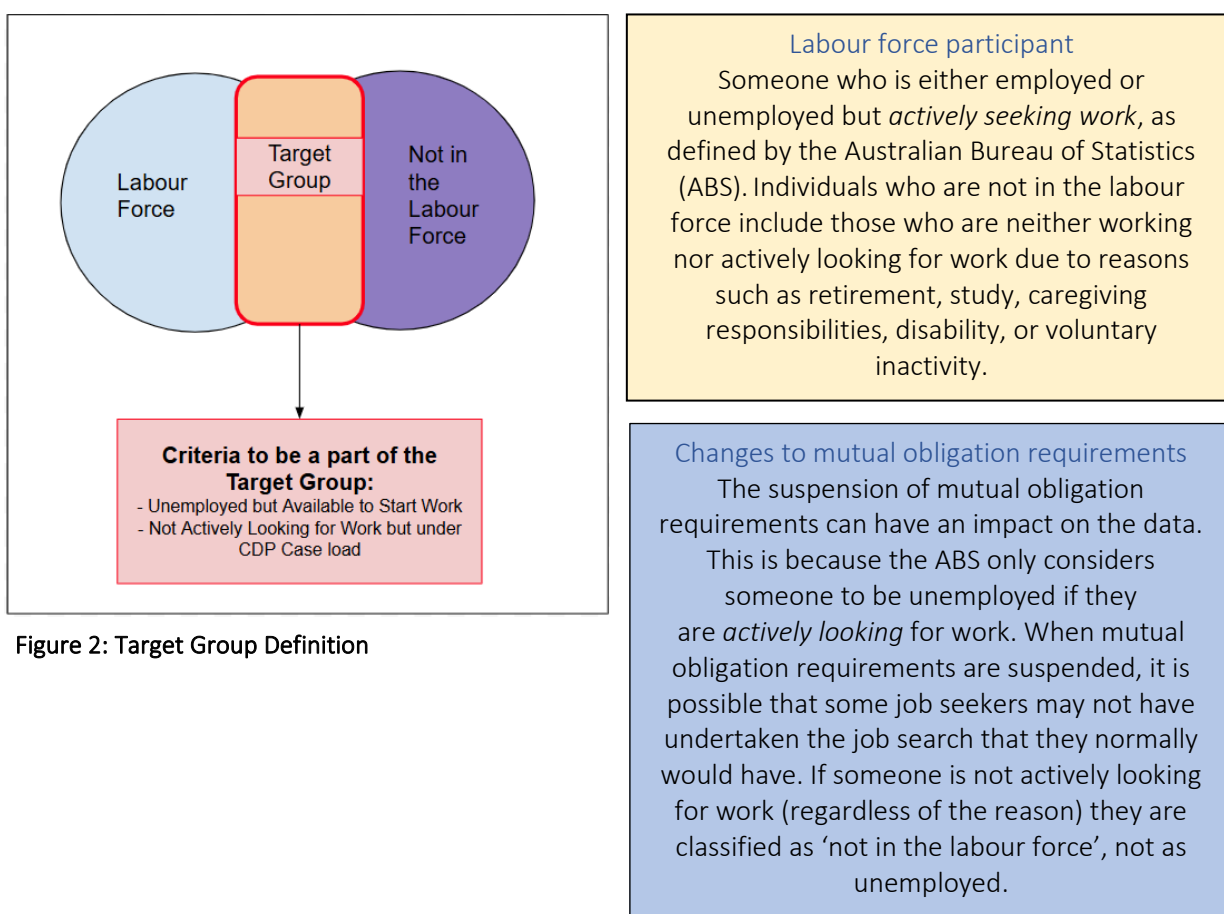 Labour
Force
Target
Group
Not in
the
Labour
Force
Criteria to be a part of the
Target Group:
- Unemployed but Available to Start Work
- Not Actively Looking for Work but under
CDP Case load
Figure 2: Target Group Definition
Labour force participant
Someone who is either employed or
unemployed but actively seeking work, as
defined by the Australian Bureau of Statistics
(ABS). Individuals who are not in the labour
force include those who are neither working
nor actively looking for work due to reasons
such as retirement, study, caregiving
responsibilities, disability, or voluntary
inactivity.
Changes to mutual obligation requirements
The suspension of mutual obligation
requirements can have an impact on the data.
This is because the ABS only considers
someone to be unemployed if they
are actively looking for work. When mutual
obligation requirements are suspended, it is
possible that some job seekers may not have
undertaken the job search that they normally
would have. If someone is not actively looking
for work (regardless of the reason) they are
classified as ‘not in the labour force’, not as
unemployed.